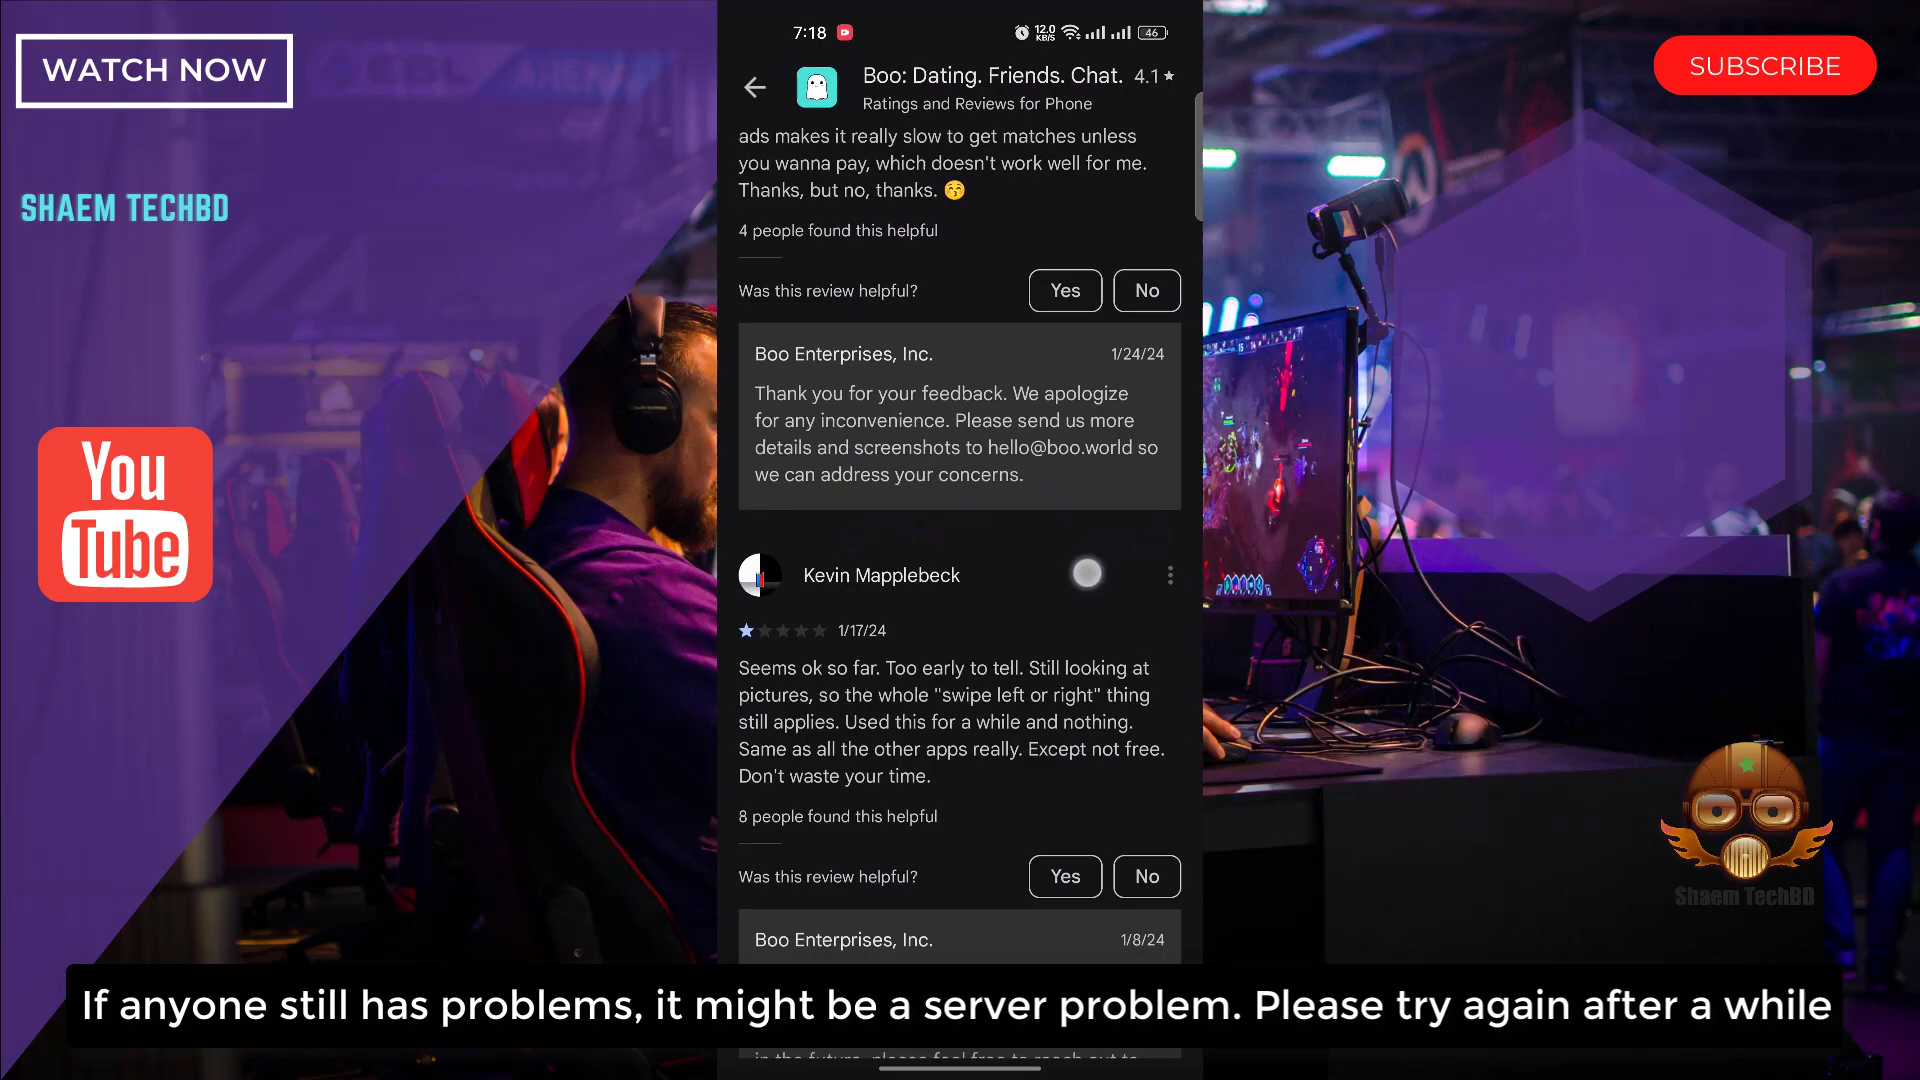 WATCH NOW
SHAEM TECHBD
You
Tube
7:18
12.0
KB/S
46
Boo: Dating. Friends. Chat. 4.1★
Ratings and Reviews for Phone
ads makes it really slow to get matches unless
you wanna pay, which doesn't work well for me.
Thanks, but no, thanks. 😚
4 people found this helpful
Was this review helpful? Yes No
Boo Enterprises, Inc. 1/24/24
Thank you for your feedback. We apologize
for any inconvenience. Please send us more
details and screenshots to hello@boo.world so
we can address your concerns.
Kevin Mapplebeck
1/17/24
Seems ok so far. Too early to tell. Still looking at
pictures, so the whole "swipe left or right" thing
still applies. Used this for a while and nothing.
Same as all the other apps really. Except not free.
Don't waste your time.
8 people found this helpful
Was this review helpful? Yes No
Boo Enterprises, Inc. 1/8/24
SUBSCRIBE
Shaem TechBD
If anyone still has problems, it might be a server problem. Please try again after a while